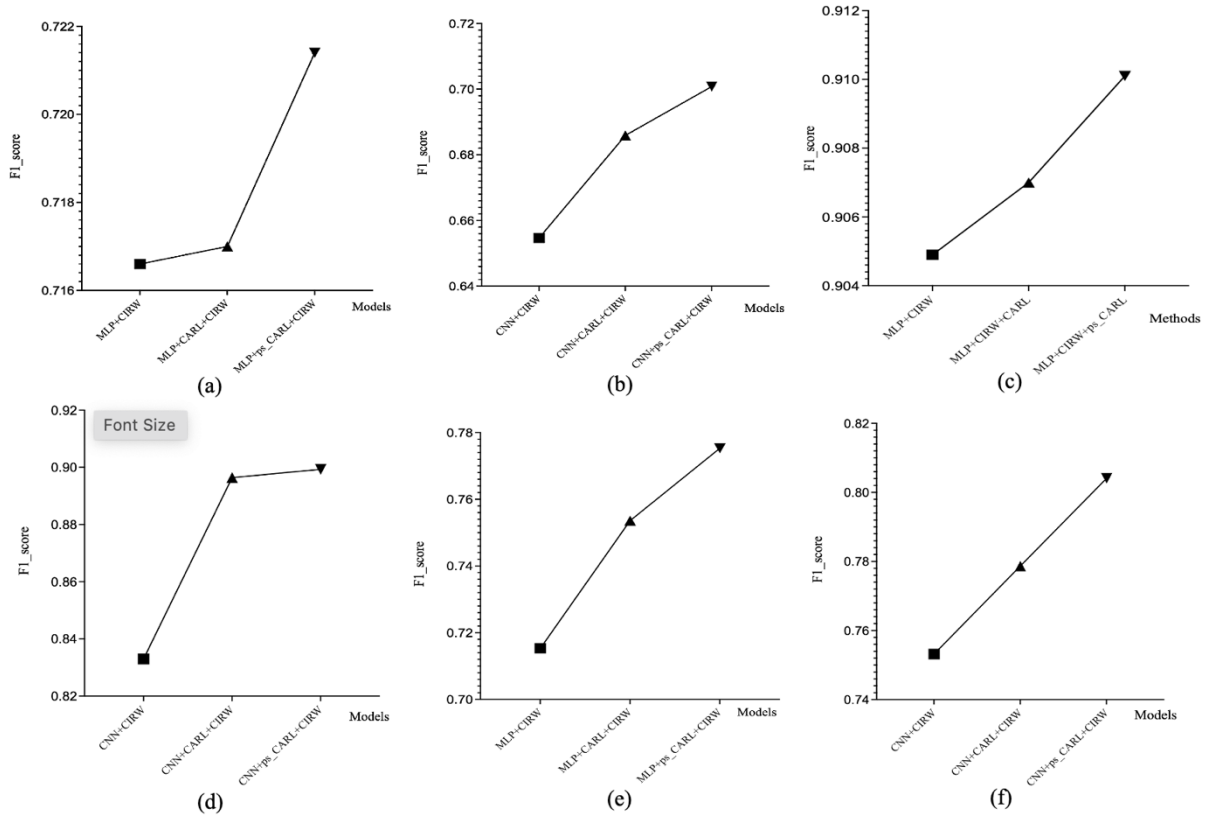 0.722
0.720
0.718
0.716
F1_score
MLP+CIRW
MLP+CARL+CIRW
MLP+ps_CARL+CIRW
Models
(a)
0.72
0.70
0.68
0.66
0.64
F1_score
CNN+CIRW
CNN+CARL+CIRW
CNN+ps_CARL+CIRW
Models
(b)
0.912
0.910
0.908
0.906
0.904
F1_score
MLP+CIRW
MLP+CIRW+CARL
MLP+CIRW+ps_CARL
Methods
(c)
0.92
0.90
0.88
0.86
0.84
0.82
Font Size
F1_score
CNN+CIRW
CNN+CARL+CIRW
CNN+ps_CARL+CIRW
Models
(d)
0.78
0.76
0.74
0.72
0.70
F1_score
MLP+CIRW
MLP+CARL+CIRW
MLP+ps_CARL+CIRW
Models
(e)
0.82
0.80
0.78
0.76
0.74
F1_score
CNN+CIRW
CNN+CARL+CIRW
CNN+ps_CARL+CIRW
Models
(f)